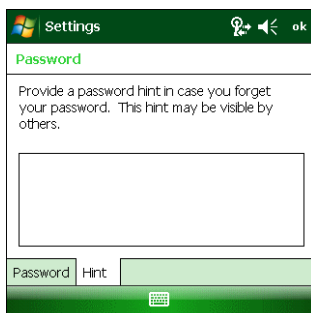 Settings
ok
Password
Provide a password hint in case you forget
your password. This hint may be visible by
others.
Password Hint